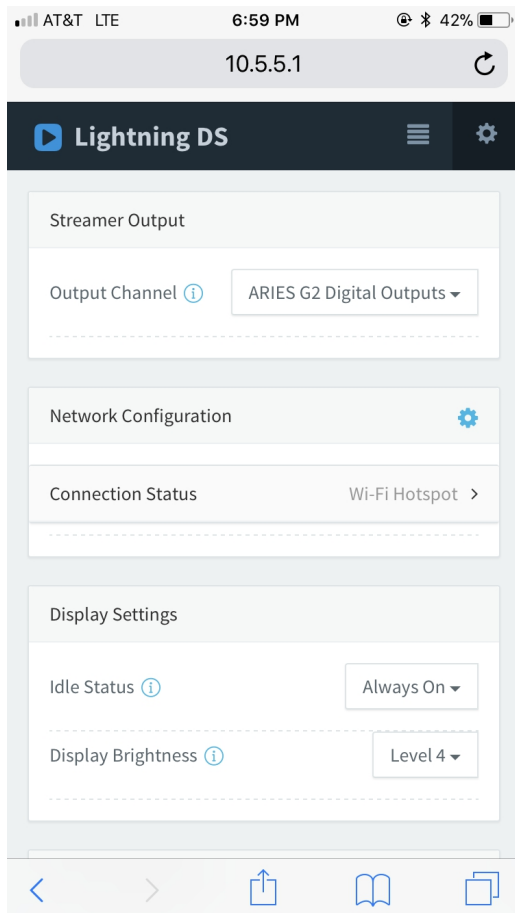 AT&T LTE 6:59 PM 42%
10.5.5.1
Lightning DS
Streamer Output
Output Channel ARIES G2 Digital Outputs
Network Configuration
Connection Status Wi-Fi Hotspot
Display Settings
Idle Status Always On
Display Brightness Level 4